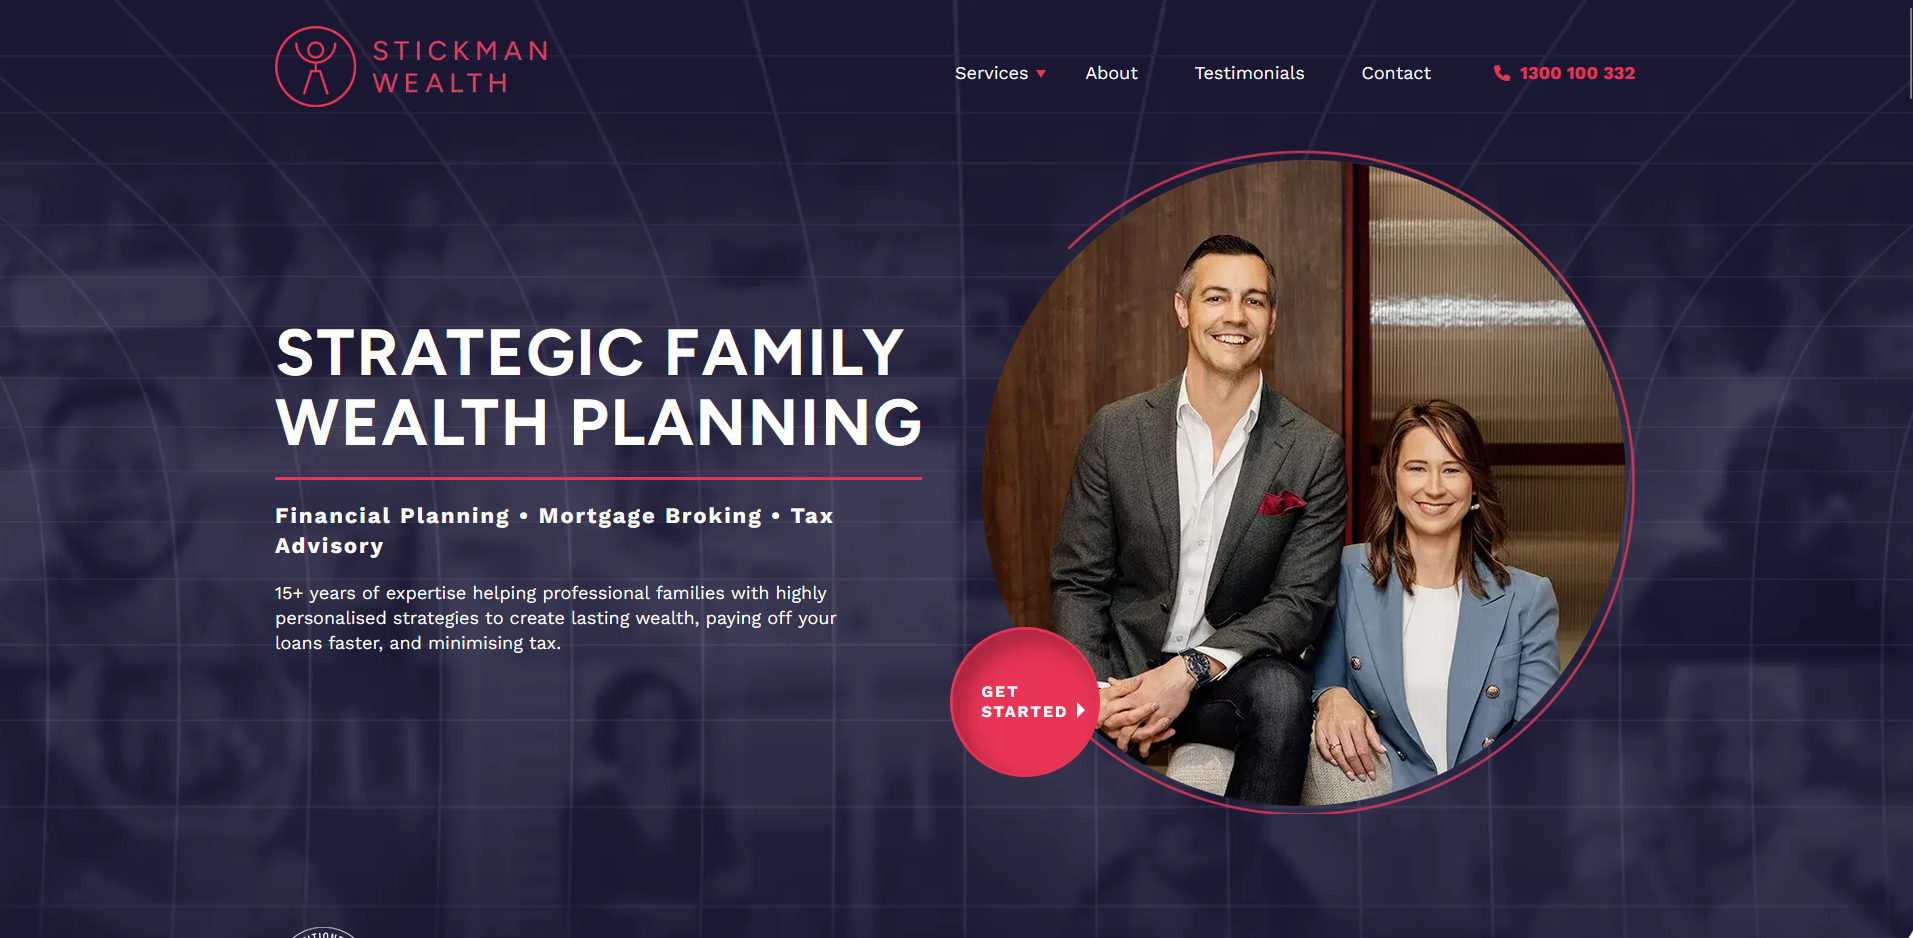 STICKMAN
WEALTH
Services
About
Testimonials
Contact
1300 100 332
STRATEGIC FAMILY
WEALTH PLANNING
Financial Planning • Mortgage Broking • Tax
Advisory
15+ years of expertise helping professional families with highly
personalised strategies to create lasting wealth, paying off your
loans faster, and minimising tax.
GET
STARTED